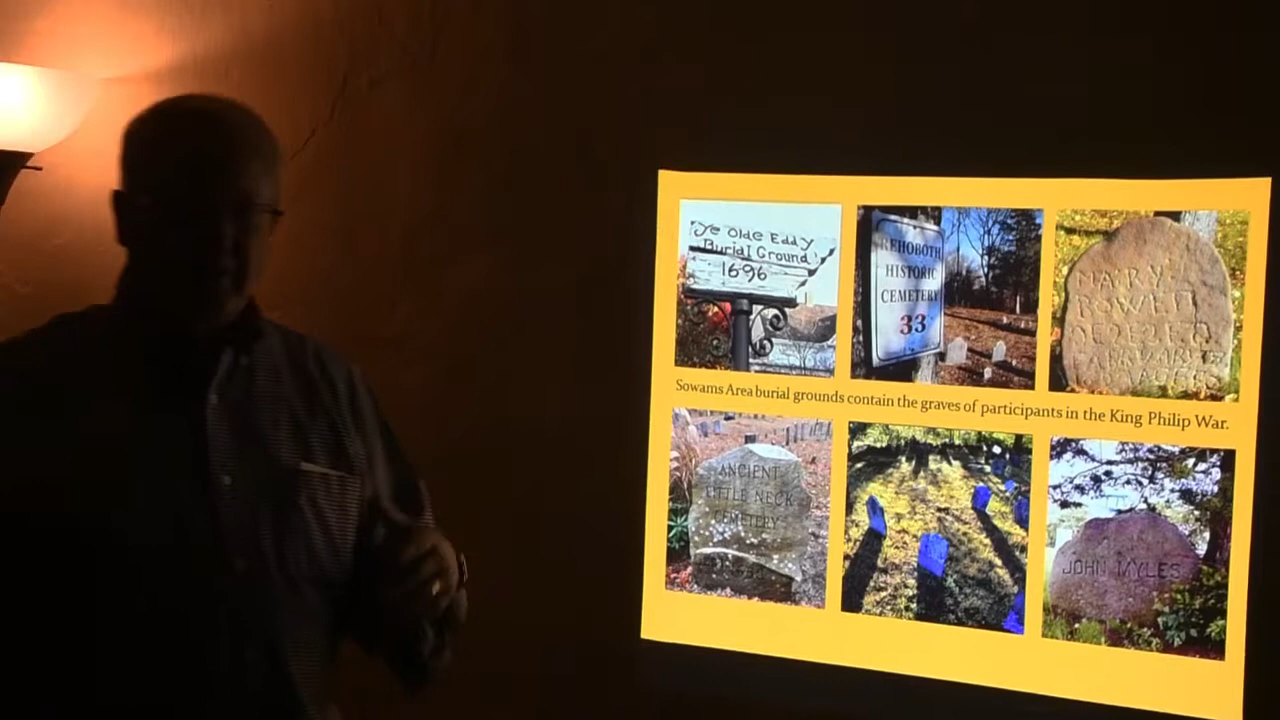 Ye Olde Eddy
Burial Ground
1696
REHOBOTH
HISTORIC
CEMETERY
33
MARY
BOWEN
Sowams Area burial grounds contain the graves of participants in the King Philip War.
ANCIENT
LITTLE NECK
CEMETERY
JOHN MYLES